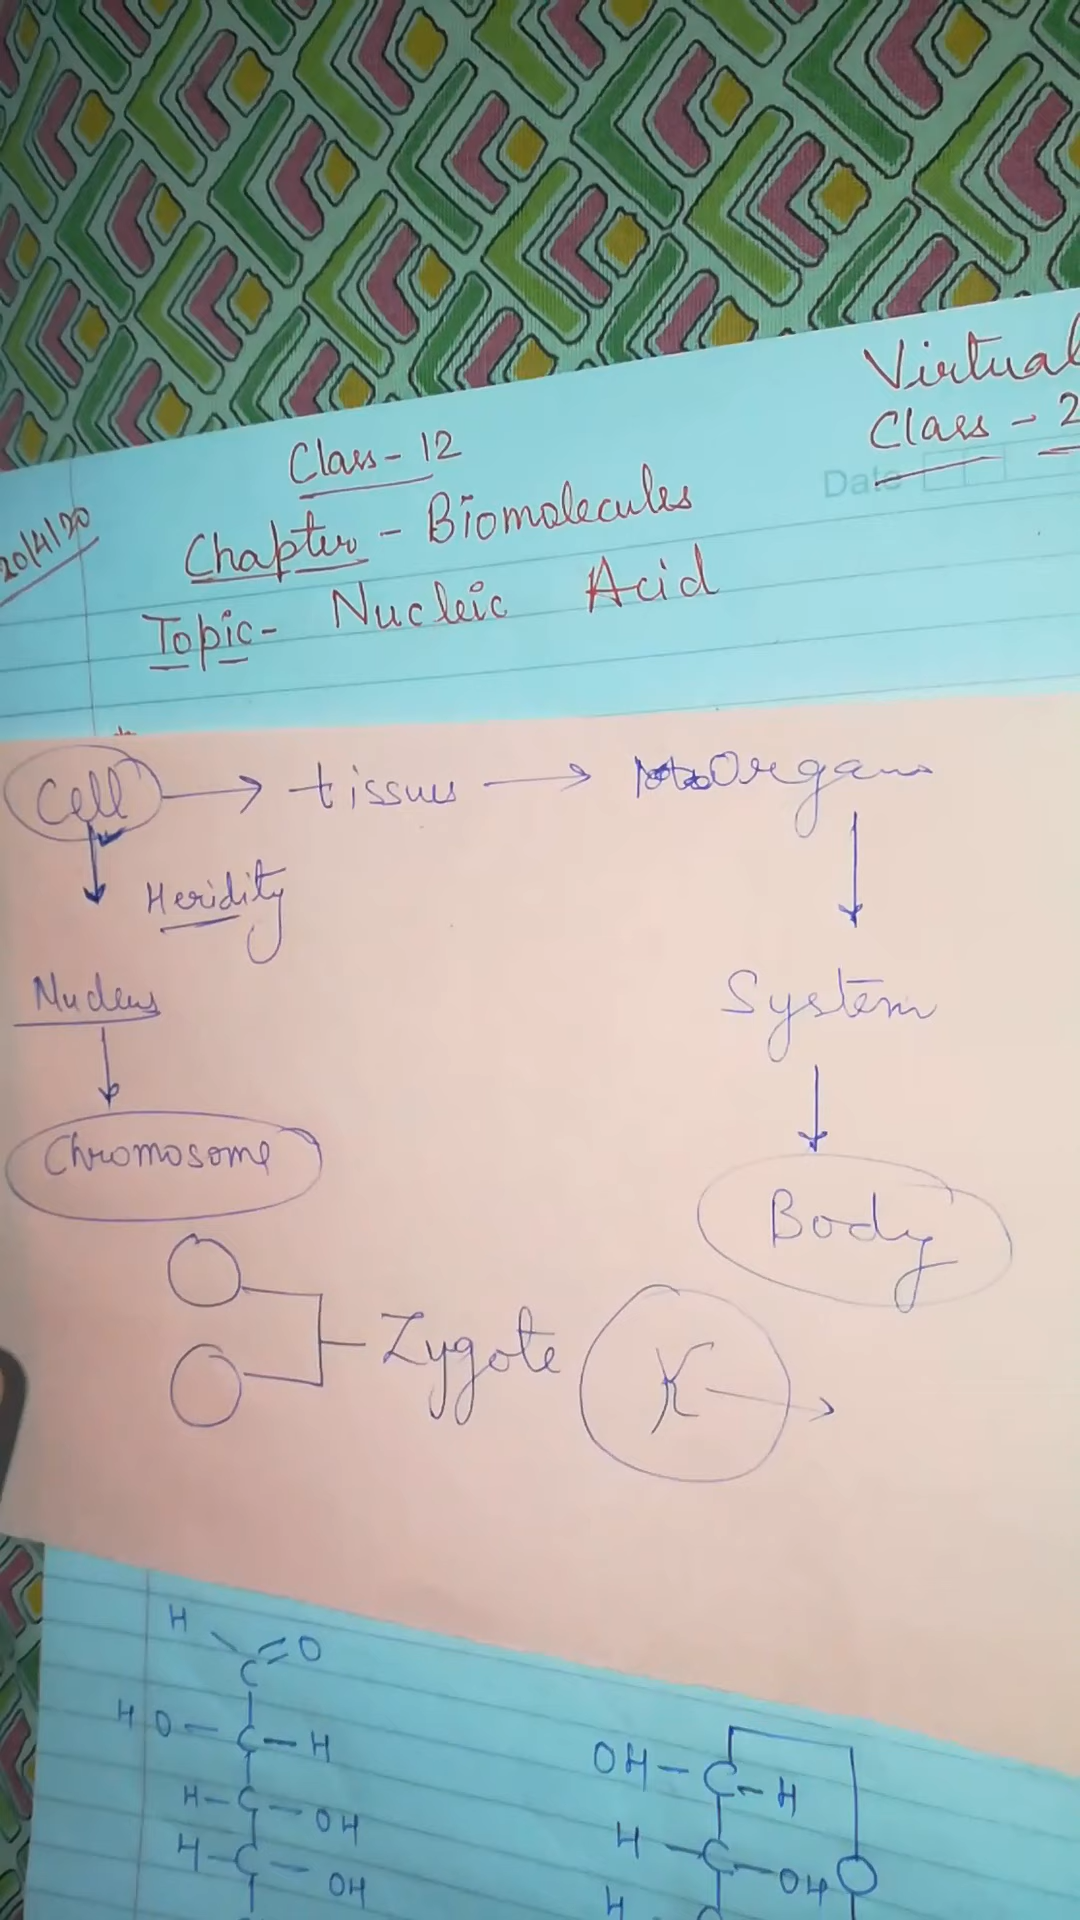 Virtual
Class - 2
Class - 12
Date
20/4/20
Chapter - Biomolecules
Topic - Nucleic Acid
Cell → tissues → Organs
Heridity
Nucleus
System
Chromosome
Body
Zygote
K
H
C=O
HO-C-H
H-C-OH
H-C-OH
OH-C-H
H-C-OH O
H